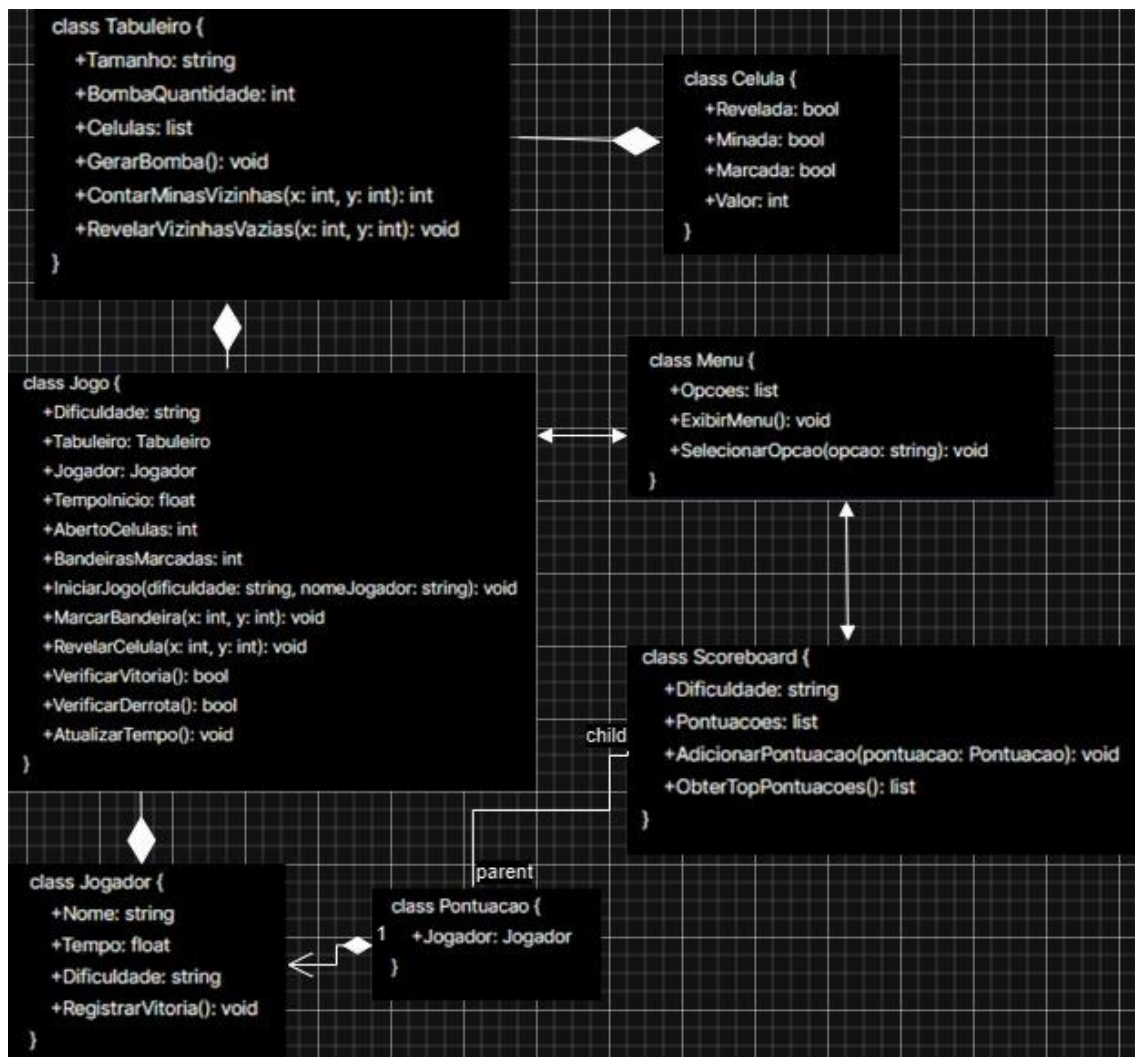 class Tabuleiro {
+Tamanho: string
+BombaQuantidade: int
+Celulas: list
+GerarBomba(): void
+ContarMinasVizinhas(x: int, y: int): int
+RevelarVizinhasVazias(x: int, y: int): void
}
class Celula {
+Revelada: bool
+Minada: bool
+Marcada: bool
+Valor: int
}
class Jogo {
+Dificuldade: string
+Tabuleiro: Tabuleiro
+Jogador: Jogador
+TempoInicio: float
+AbertoCelulas: int
+BandeirasMarcadas: int
+IniciarJogo(dificuldade: string, nomeJogador: string): void
+MarcarBandeira(x: int, y: int): void
+RevelarCelula(x: int, y: int): void
+VerificarVitoria(): bool
+VerificarDerrota(): bool
+AtualizarTempo(): void
}
class Menu {
+Opcoes: list
+ExibirMenu(): void
+SelecionarOpcao(opcao: string): void
}
class Scoreboard {
+Dificuldade: string
+Pontuacoes: list
+AdicionarPontuacao(pontuacao: Pontuacao): void
+ObterTopPontuacoes(): list
}
child
parent
class Jogador {
+Nome: string
+Tempo: float
+Dificuldade: string
+RegistrarVitoria(): void
}
1
class Pontuacao {
+Jogador: Jogador
}